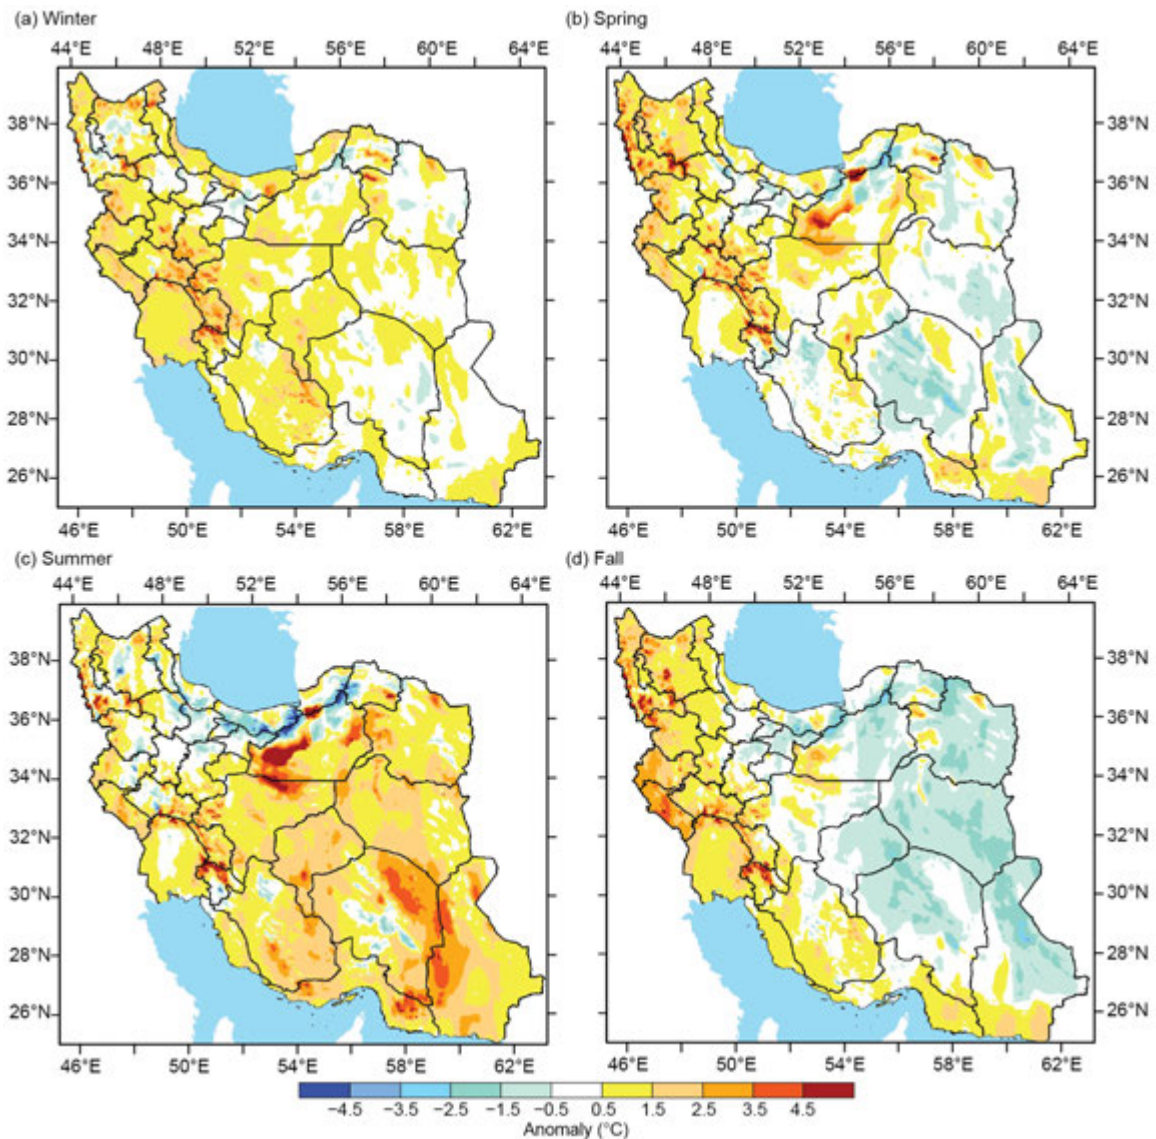 (a) Winter
44°E 48°E 52°E 56°E 60°E 64°E
38°N
36°N
34°N
32°N
30°N
28°N
26°N
46°E 50°E 54°E 58°E 62°E
(b) Spring
44°E 48°E 52°E 56°E 60°E 64°E
38°N
36°N
34°N
32°N
30°N
28°N
26°N
46°E 50°E 54°E 58°E 62°E
(c) Summer
44°E 48°E 52°E 56°E 60°E 64°E
38°N
36°N
34°N
32°N
30°N
28°N
26°N
46°E 50°E 54°E 58°E 62°E
(d) Fall
44°E 48°E 52°E 56°E 60°E 64°E
38°N
36°N
34°N
32°N
30°N
28°N
26°N
46°E 50°E 54°E 58°E 62°E
−4.5 −3.5 −2.5 −1.5 −0.5 0.5 1.5 2.5 3.5 4.5
Anomaly (°C)